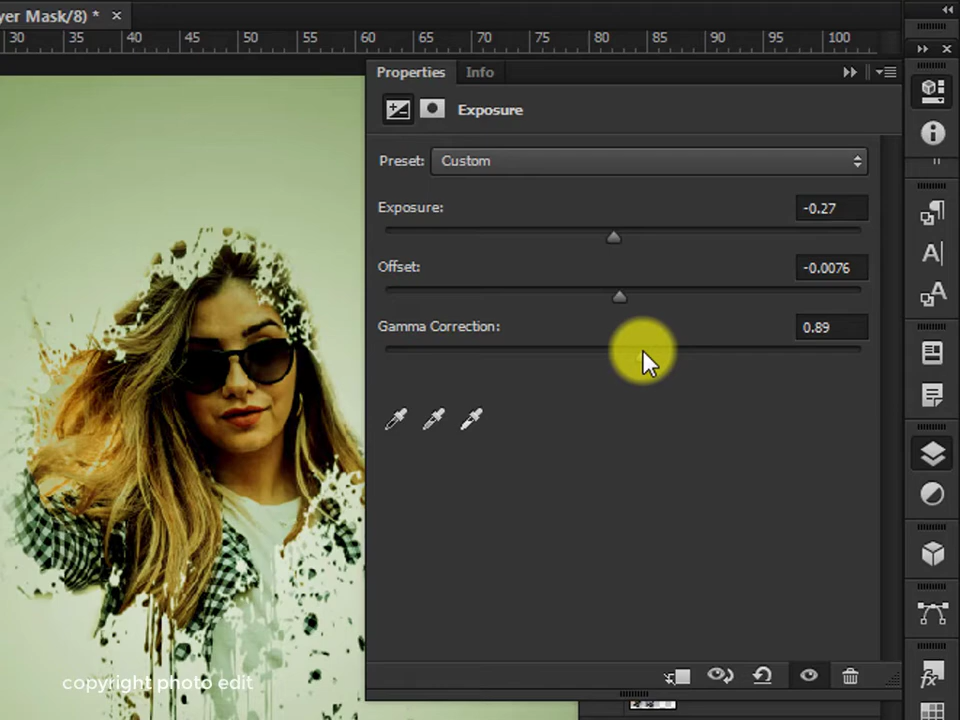 yer Mask/8) * ×
30 35 40 45 50 55 60 65 70 75 80 85 90 95 100
Properties Info
Exposure
Preset: Custom
Exposure: -0.27
Offset: -0.0076
Gamma Correction: 0.89
copyright photo edit